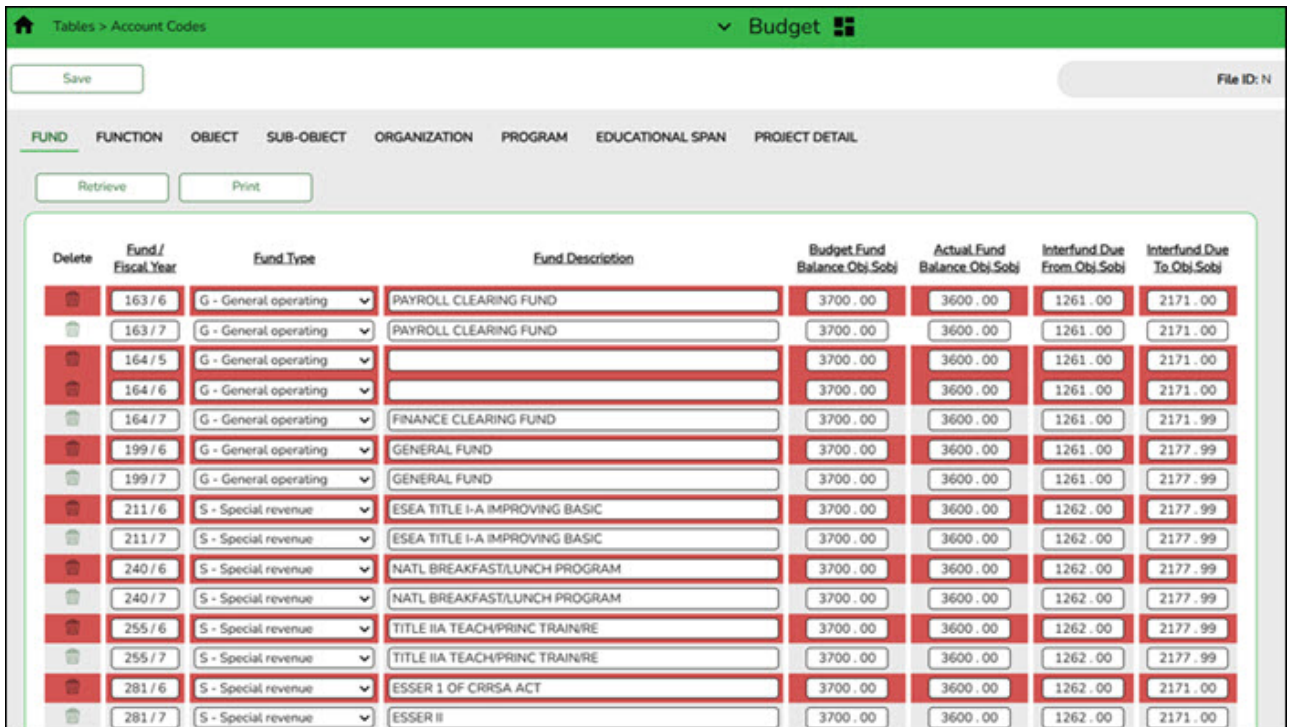 Tables > Account Codes
Budget
Save
File ID: N
FUND FUNCTION OBJECT SUB-OBJECT ORGANIZATION PROGRAM EDUCATIONAL SPAN PROJECT DETAIL
Retrieve Print
Delete Fund / Fiscal Year Fund Type Fund Description Budget Fund Balance Obj.Sobj Actual Fund Balance Obj.Sobj Interfund Due From Obj.Sobj Interfund Due To Obj.Sobj
163 / 6 G - General operating PAYROLL CLEARING FUND 3700 . 00 3600 . 00 1261 . 00 2171 . 00
163 / 7 G - General operating PAYROLL CLEARING FUND 3700 . 00 3600 . 00 1261 . 00 2171 . 00
164 / 5 G - General operating 3700 . 00 3600 . 00 1261 . 00 2171 . 00
164 / 6 G - General operating 3700 . 00 3600 . 00 1261 . 00 2171 . 00
164 / 7 G - General operating FINANCE CLEARING FUND 3700 . 00 3600 . 00 1261 . 00 2171 . 99
199 / 6 G - General operating GENERAL FUND 3700 . 00 3600 . 00 1261 . 00 2177 . 99
199 / 7 G - General operating GENERAL FUND 3700 . 00 3600 . 00 1261 . 00 2177 . 99
211 / 6 S - Special revenue ESEA TITLE I-A IMPROVING BASIC 3700 . 00 3600 . 00 1262 . 00 2177 . 99
211 / 7 S - Special revenue ESEA TITLE I-A IMPROVING BASIC 3700 . 00 3600 . 00 1262 . 00 2177 . 99
240 / 6 S - Special revenue NATL BREAKFAST/LUNCH PROGRAM 3700 . 00 3600 . 00 1262 . 00 2177 . 99
240 / 7 S - Special revenue NATL BREAKFAST/LUNCH PROGRAM 3700 . 00 3600 . 00 1262 . 00 2177 . 99
255 / 6 S - Special revenue TITLE IIA TEACH/PRINC TRAIN/RE 3700 . 00 3600 . 00 1262 . 00 2177 . 99
255 / 7 S - Special revenue TITLE IIA TEACH/PRINC TRAIN/RE 3700 . 00 3600 . 00 1262 . 00 2177 . 99
281 / 6 S - Special revenue ESSER 1 OF CRRSA ACT 3700 . 00 3600 . 00 1262 . 00 2171 . 00
281 / 7 S - Special revenue ESSER II 3700 . 00 3600 . 00 1262 . 00 2171 . 00